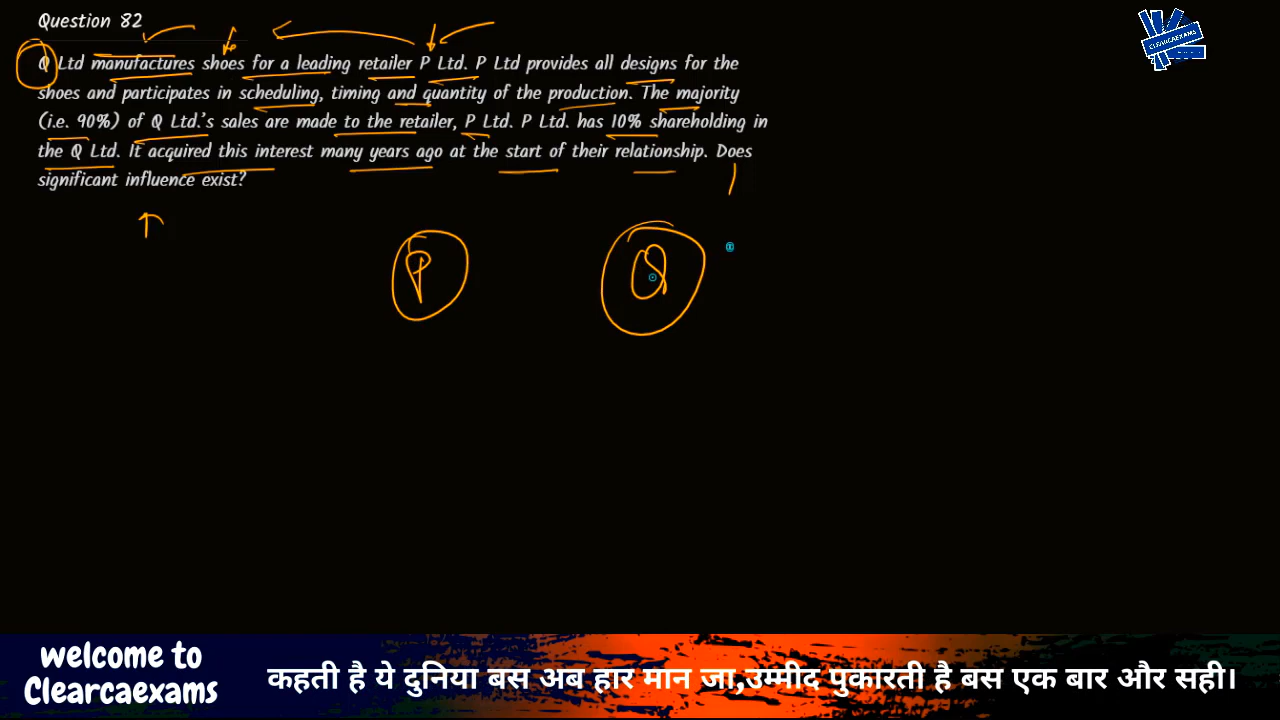 Question 82
Q Ltd manufactures shoes for a leading retailer P Ltd. P Ltd provides all designs for the
shoes and participates in scheduling, timing and quantity of the production. The majority
(i.e. 90%) of Q Ltd.'s sales are made to the retailer, P Ltd. P Ltd. has 10% shareholding in
the Q Ltd. It acquired this interest many years ago at the start of their relationship. Does
significant influence exist?
P Q
CLEARCAEXAMS
welcome to
Clearcaexams
कहती है ये दुनिया बस अब हार मान जा,उम्मीद पुकारती है बस एक बार और सही।